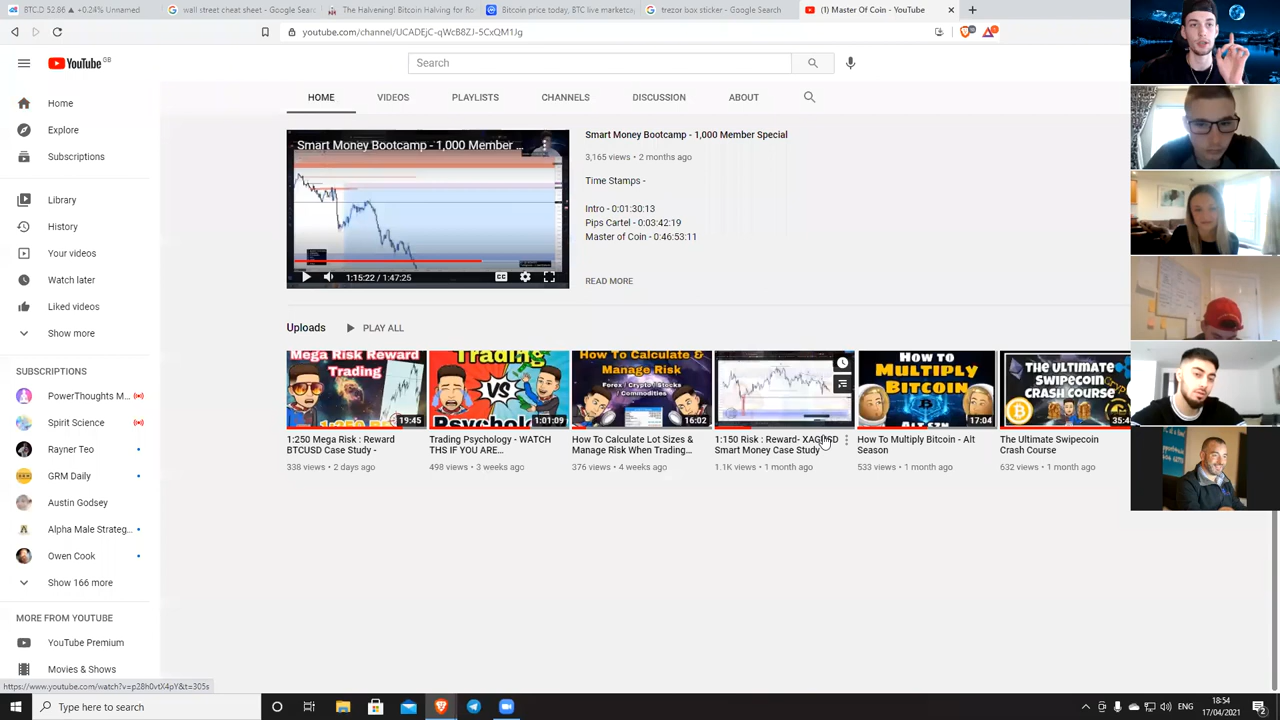 BTC.D 52.86 ▲ +0.24% Unnamed
wall street cheat sheet - Google Sear
The Halvening! Bitcoin Halving for Ro
Bitcoin price today, BTC live marketca
trezor box sticker - Google Search
(1) Master Of Coin - YouTube
youtube.com/channel/UCADEjC-qWcB8ZJ-5CxQM1Jg
YouTube GB
Search
HOME
VIDEOS
PLAYLISTS
CHANNELS
DISCUSSION
ABOUT
Home
Explore
Subscriptions
Library
History
Your videos
Watch later
Liked videos
Show more
SUBSCRIPTIONS
PowerThoughts M...
Spirit Science
Rayner Teo
GRM Daily
Austin Godsey
Alpha Male Strateg...
Owen Cook
Show 166 more
MORE FROM YOUTUBE
YouTube Premium
Movies & Shows
Smart Money Bootcamp - 1,000 Member ...
1:15:22 / 1:47:25
Smart Money Bootcamp - 1,000 Member Special
3,165 views • 2 months ago
Time Stamps -
Intro - 0:01:30:13
Pips Cartel - 0:03:42:19
Master of Coin - 0:46:53:11
READ MORE
Uploads
PLAY ALL
Mega Risk Reward
Trading
19:45
1:250 Mega Risk : Reward
BTCUSD Case Study -
338 views • 2 days ago
Trading
VS
Psychology
1:01:09
Trading Psychology - WATCH
THS IF YOU ARE...
498 views • 3 weeks ago
How To Calculate &
Manage Risk
Forex / Crypto / Stocks
/ Commodities
16:02
How To Calculate Lot Sizes &
Manage Risk When Trading...
376 views • 4 weeks ago
1:150 Risk : Reward- XAGUSD
Smart Money Case Study
1.1K views • 1 month ago
HOW TO
MULTIPLY
BITCOIN
17:04
How To Multiply Bitcoin - Alt
Season
533 views • 1 month ago
THE ULTIMATE
SWIPECOIN
CRASH COURSE
35:4
The Ultimate Swipecoin
Crash Course
632 views • 1 month ago
https://www.youtube.com/watch?v=p28h0vtX4pY&t=305s
Type here to search
ENG
18:54
17/04/2021
2